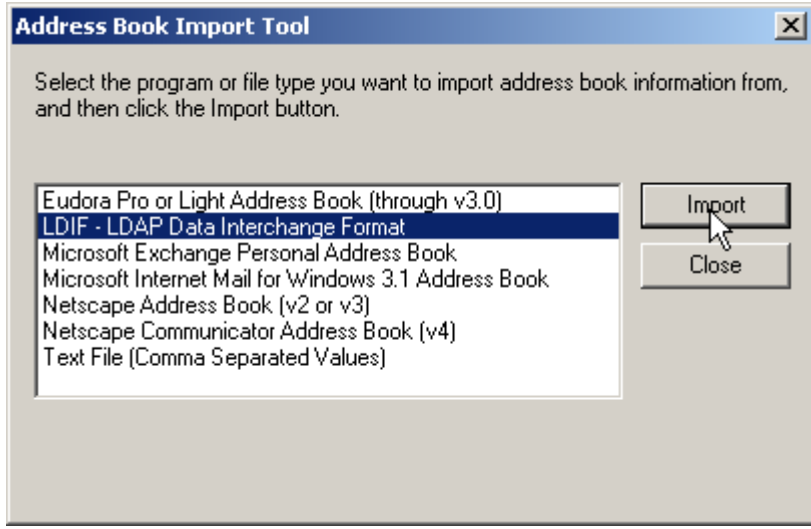 Address Book Import Tool
Select the program or file type you want to import address book information from,
and then click the Import button.
Eudora Pro or Light Address Book (through v3.0)
LDIF - LDAP Data Interchange Format
Microsoft Exchange Personal Address Book
Microsoft Internet Mail for Windows 3.1 Address Book
Netscape Address Book (v2 or v3)
Netscape Communicator Address Book (v4)
Text File (Comma Separated Values)
Import
Close